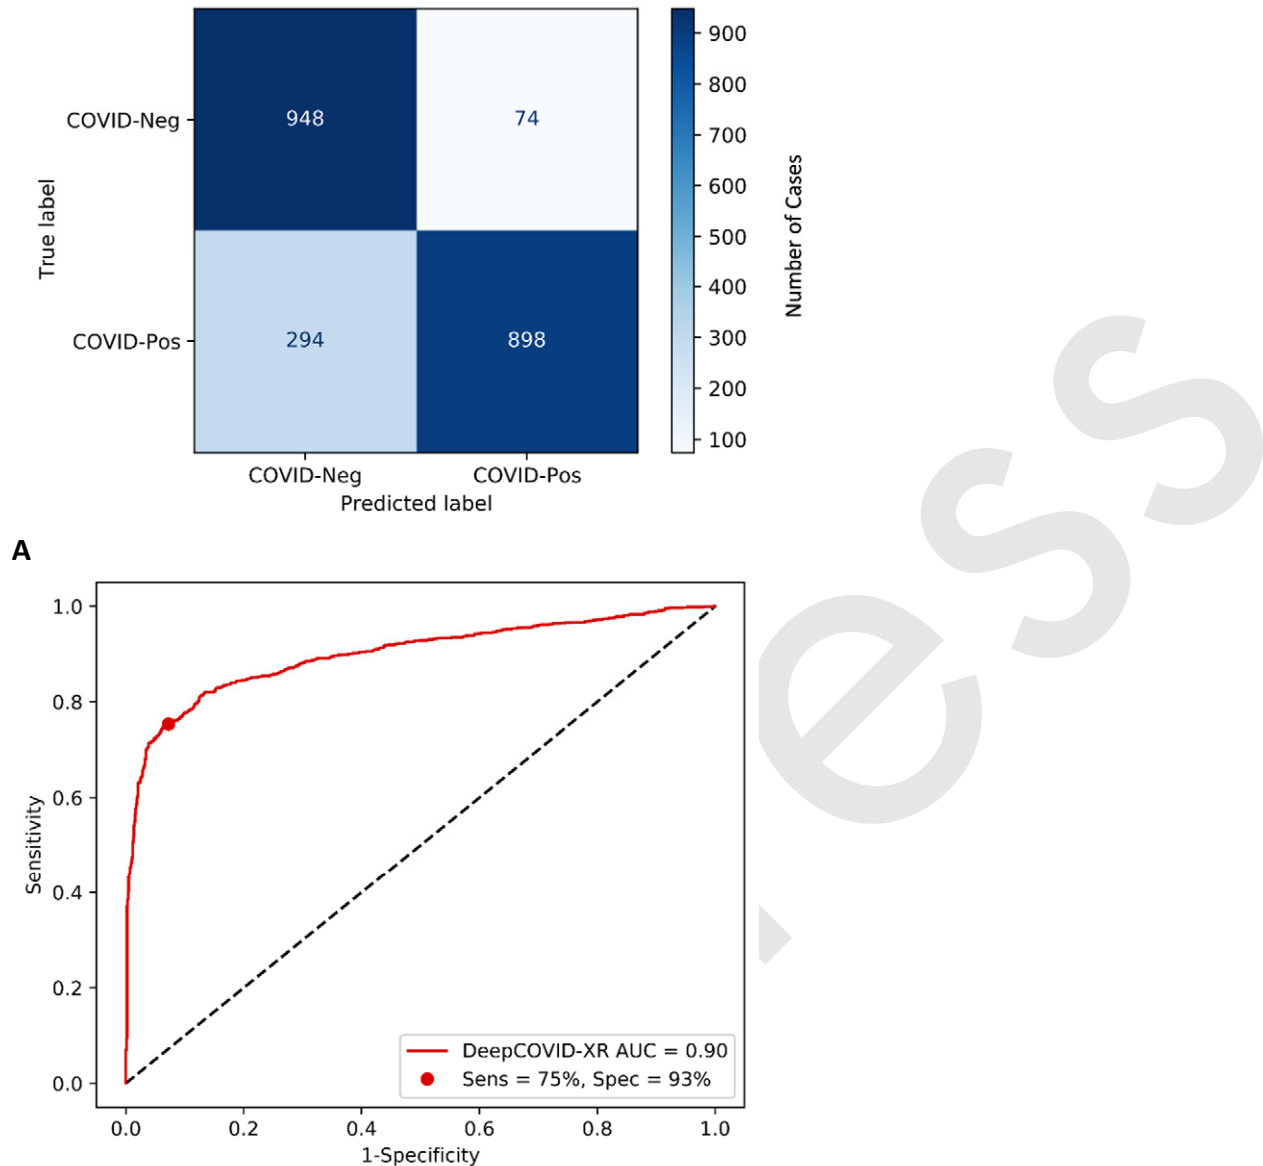 COVID-Neg
COVID-Pos
True label
948
74
294
898
COVID-Neg
COVID-Pos
Predicted label
900
800
700
600
500
400
300
200
100
Number of Cases
A
1.0
0.8
0.6
0.4
0.2
0.0
Sensitivity
DeepCOVID-XR AUC = 0.90
Sens = 75%, Spec = 93%
0.0
0.2
0.4
0.6
0.8
1.0
1-Specificity
ess